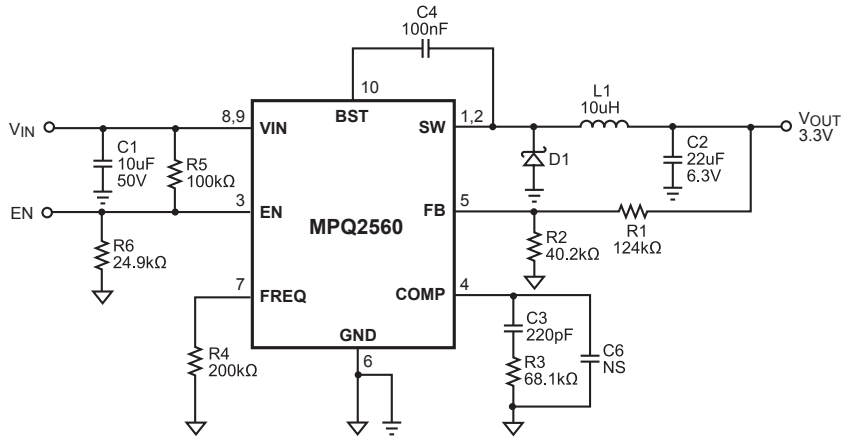 C4
100nF
10
BST
VIN
8,9
VIN
SW
1,2
L1
10uH
VOUT
3.3V
C1
10uF
50V
R5
100kΩ
D1
C2
22uF
6.3V
EN
3
EN
MPQ2560
FB
5
R6
24.9kΩ
R2
40.2kΩ
R1
124kΩ
7
FREQ
COMP
4
R4
200kΩ
GND
6
C3
220pF
R3
68.1kΩ
C6
NS